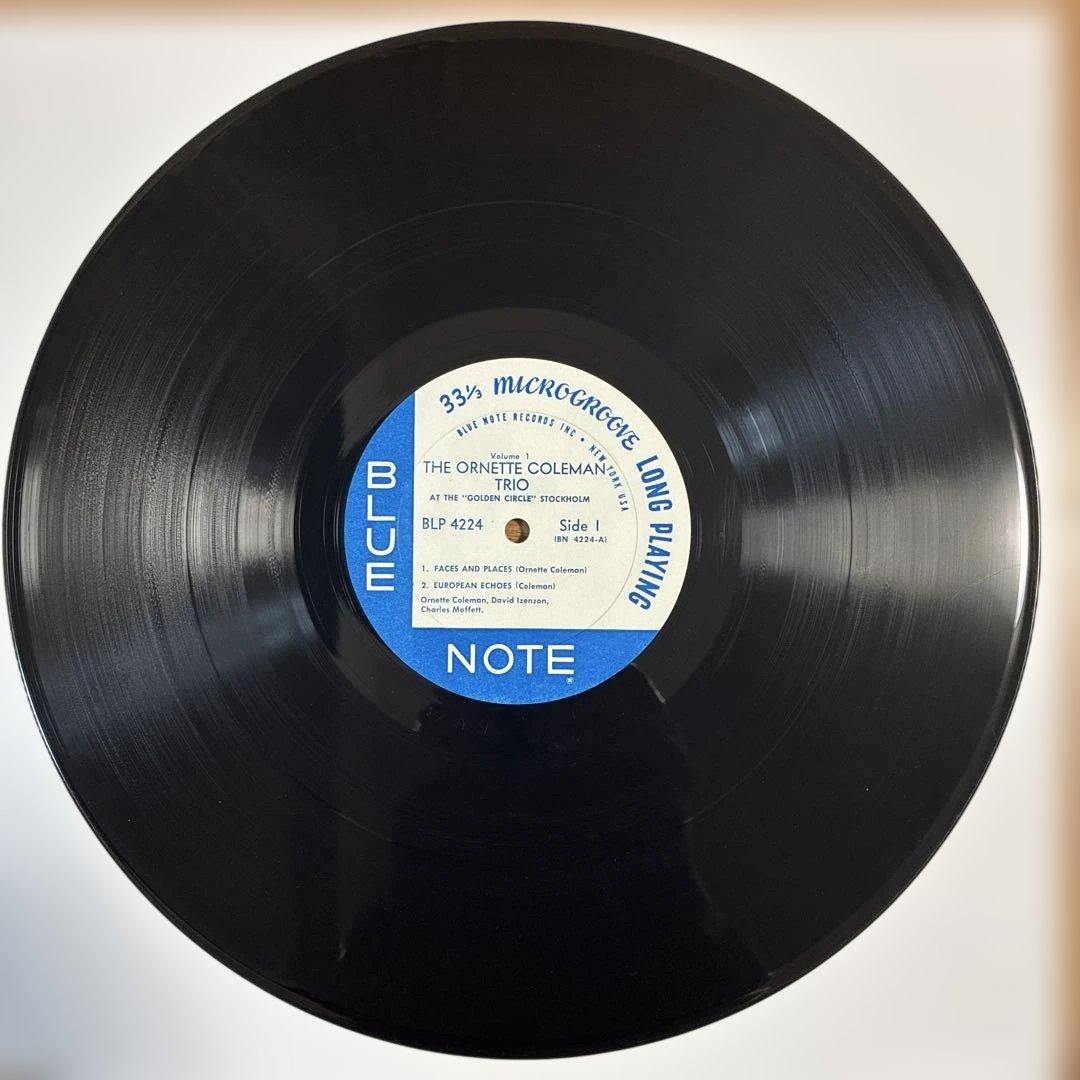 33⅓ MICROGROOVE LONG PLAYING
BLUE NOTE RECORDS INC • NEW YORK USA
Volume 1
THE ORNETTE COLEMAN
TRIO
AT THE "GOLDEN CIRCLE" STOCKHOLM
BLP 4224 Side 1
(BN 4224-A)
1. FACES AND PLACES (Ornette Coleman)
2. EUROPEAN ECHOES (Coleman)
Ornette Coleman, David Izenzon,
Charles Moffett.
BLUE
NOTE